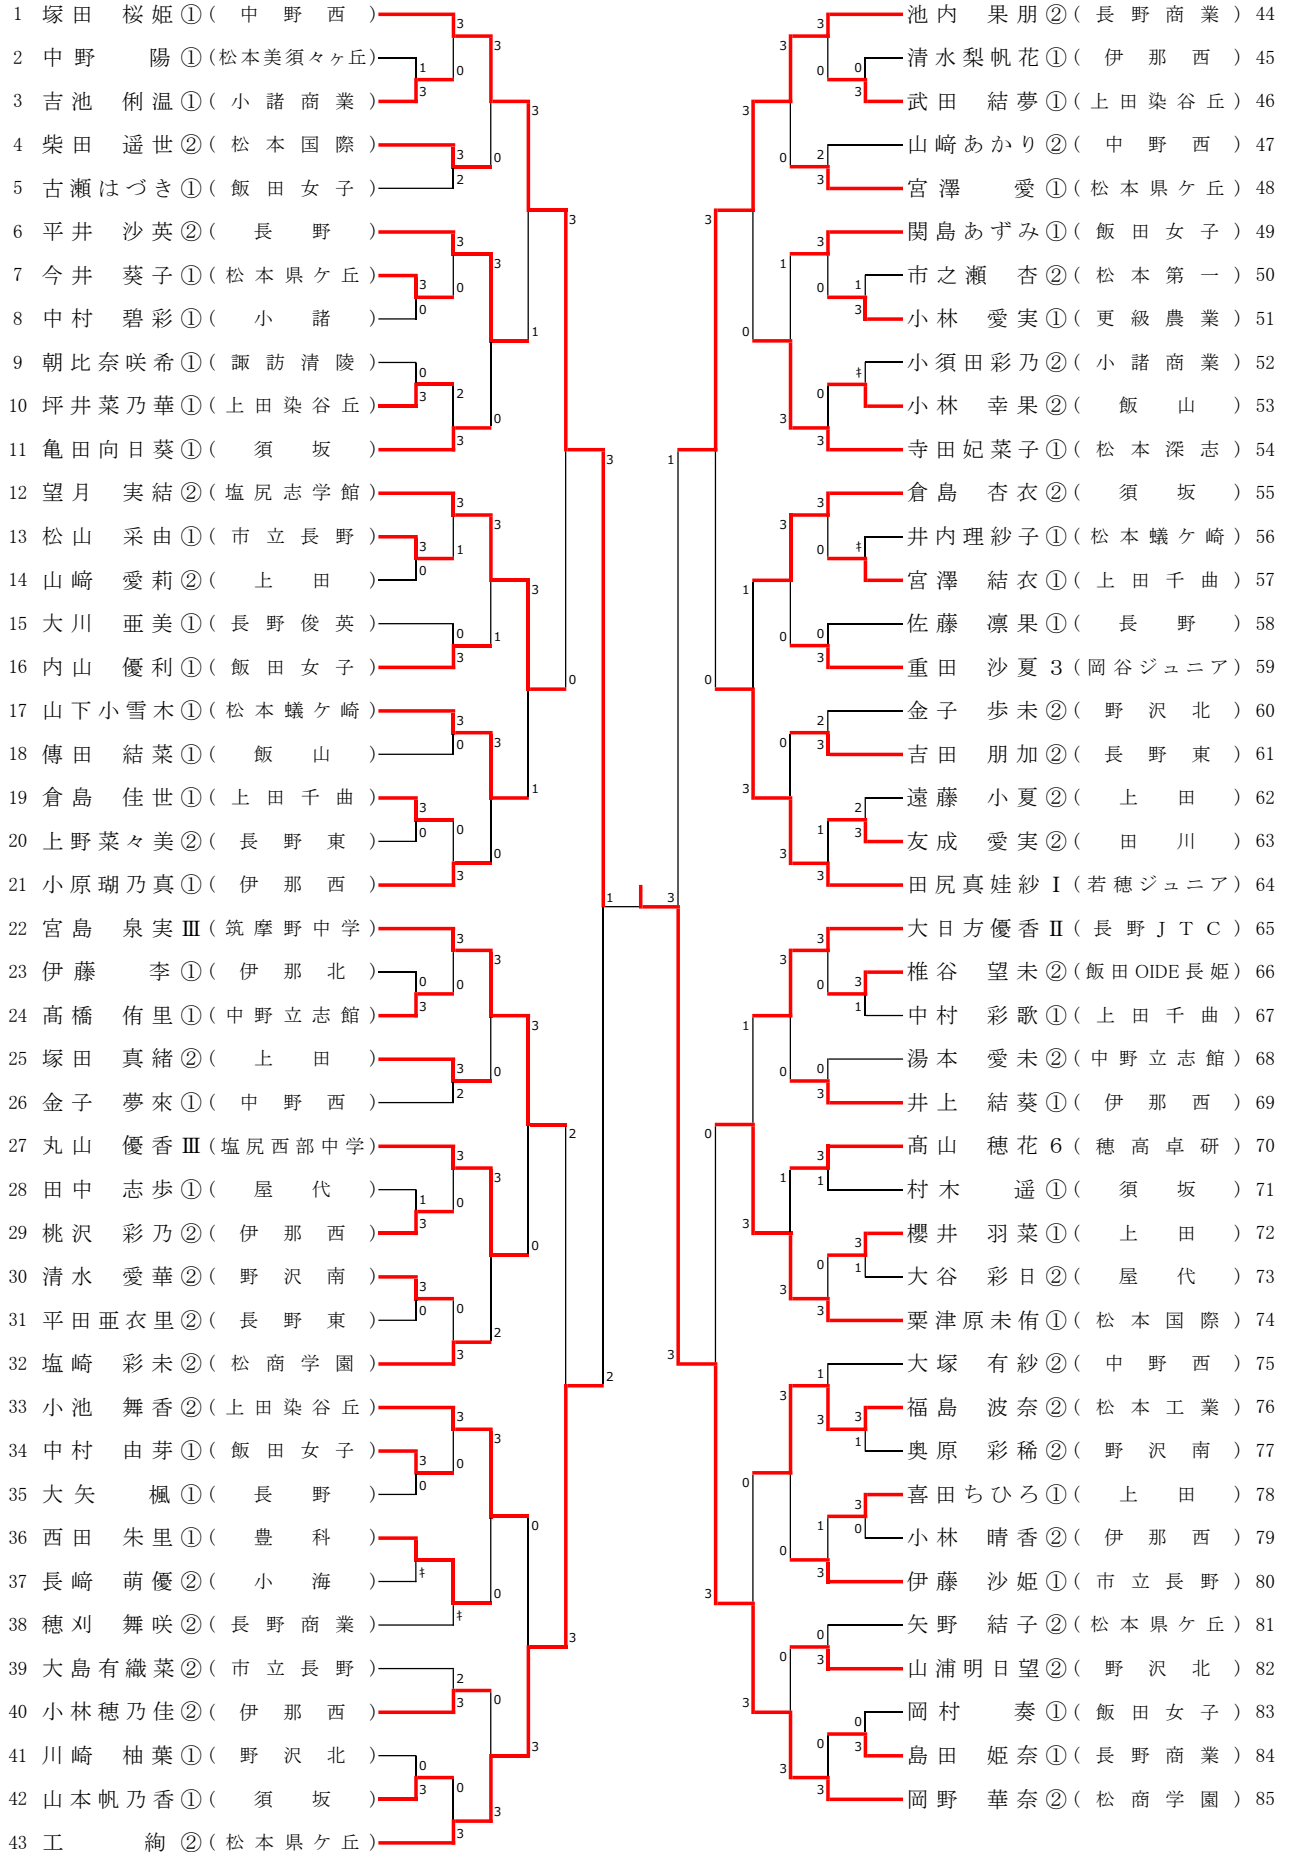 1 塚田 桜姫①(中野西)
2 中野 陽①(松本美須々ヶ丘)
3 吉池 俐温①(小諸商業)
4 柴田 遥世②(松本国際)
5 古瀬はづき①(飯田女子)
6 平井 沙英②(長野)
7 今井 葵子①(松本県ケ丘)
8 中村 碧彩①(小諸)
9 朝比奈咲希①(諏訪清陵)
10 坪井菜乃華①(上田染谷丘)
11 亀田向日葵①(須坂)
12 望月 実結②(塩尻志学館)
13 松山 采由①(市立長野)
14 山﨑 愛莉②(上田)
15 大川 亜美①(長野俊英)
16 内山 優利①(飯田女子)
17 山下小雪木①(松本蟻ケ崎)
18 傳田 結菜①(飯山)
19 倉島 佳世①(上田千曲)
20 上野菜々美②(長野東)
21 小原瑚乃真①(伊那西)
22 宮島 泉実Ⅲ(筑摩野中学)
23 伊藤 李①(伊那北)
24 髙橋 侑里①(中野立志館)
25 塚田 真緒②(上田)
26 金子 夢來①(中野西)
27 丸山 優香Ⅲ(塩尻西部中学)
28 田中 志歩①(屋代)
29 桃沢 彩乃②(伊那西)
30 清水 愛華②(野沢南)
31 平田亜衣里②(長野東)
32 塩崎 彩未②(松商学園)
33 小池 舞香②(上田染谷丘)
34 中村 由芽①(飯田女子)
35 大矢 楓①(長野)
36 西田 朱里①(豊科)
37 長﨑 萌優②(小海)
38 穂刈 舞咲②(長野商業)
39 大島有織菜②(市立長野)
40 小林穂乃佳②(伊那西)
41 川崎 柚葉①(野沢北)
42 山本帆乃香①(須坂)
43 工 絢②(松本県ケ丘)
池内 果朋②(長野商業) 44
清水梨帆花①(伊那西) 45
武田 結夢①(上田染谷丘) 46
山﨑あかり②(中野西) 47
宮澤 愛①(松本県ケ丘) 48
関島あずみ①(飯田女子) 49
市之瀬 杏②(松本第一) 50
小林 愛実①(更級農業) 51
小須田彩乃②(小諸商業) 52
小林 幸果②(飯山) 53
寺田妃菜子①(松本深志) 54
倉島 杏衣②(須坂) 55
井内理紗子①(松本蟻ケ崎) 56
宮澤 結衣①(上田千曲) 57
佐藤 凛果①(長野) 58
重田 沙夏3(岡谷ジュニア) 59
金子 歩未②(野沢北) 60
吉田 朋加②(長野東) 61
遠藤 小夏②(上田) 62
友成 愛実②(田川) 63
田尻真娃紗Ⅰ(若穂ジュニア) 64
大日方優香Ⅱ(長野JTC) 65
椎谷 望未②(飯田OIDE長姫) 66
中村 彩歌①(上田千曲) 67
湯本 愛未②(中野立志館) 68
井上 結葵①(伊那西) 69
髙山 穂花6(穂高卓研) 70
村木 遥①(須坂) 71
櫻井 羽菜①(上田) 72
大谷 彩日②(屋代) 73
粟津原未侑①(松本国際) 74
大塚 有紗②(中野西) 75
福島 波奈②(松本工業) 76
奥原 彩稀②(野沢南) 77
喜田ちひろ①(上田) 78
小林 晴香②(伊那西) 79
伊藤 沙姫①(市立長野) 80
矢野 結子②(松本県ケ丘) 81
山浦明日望②(野沢北) 82
岡村 奏①(飯田女子) 83
島田 姫奈①(長野商業) 84
岡野 華奈②(松商学園) 85